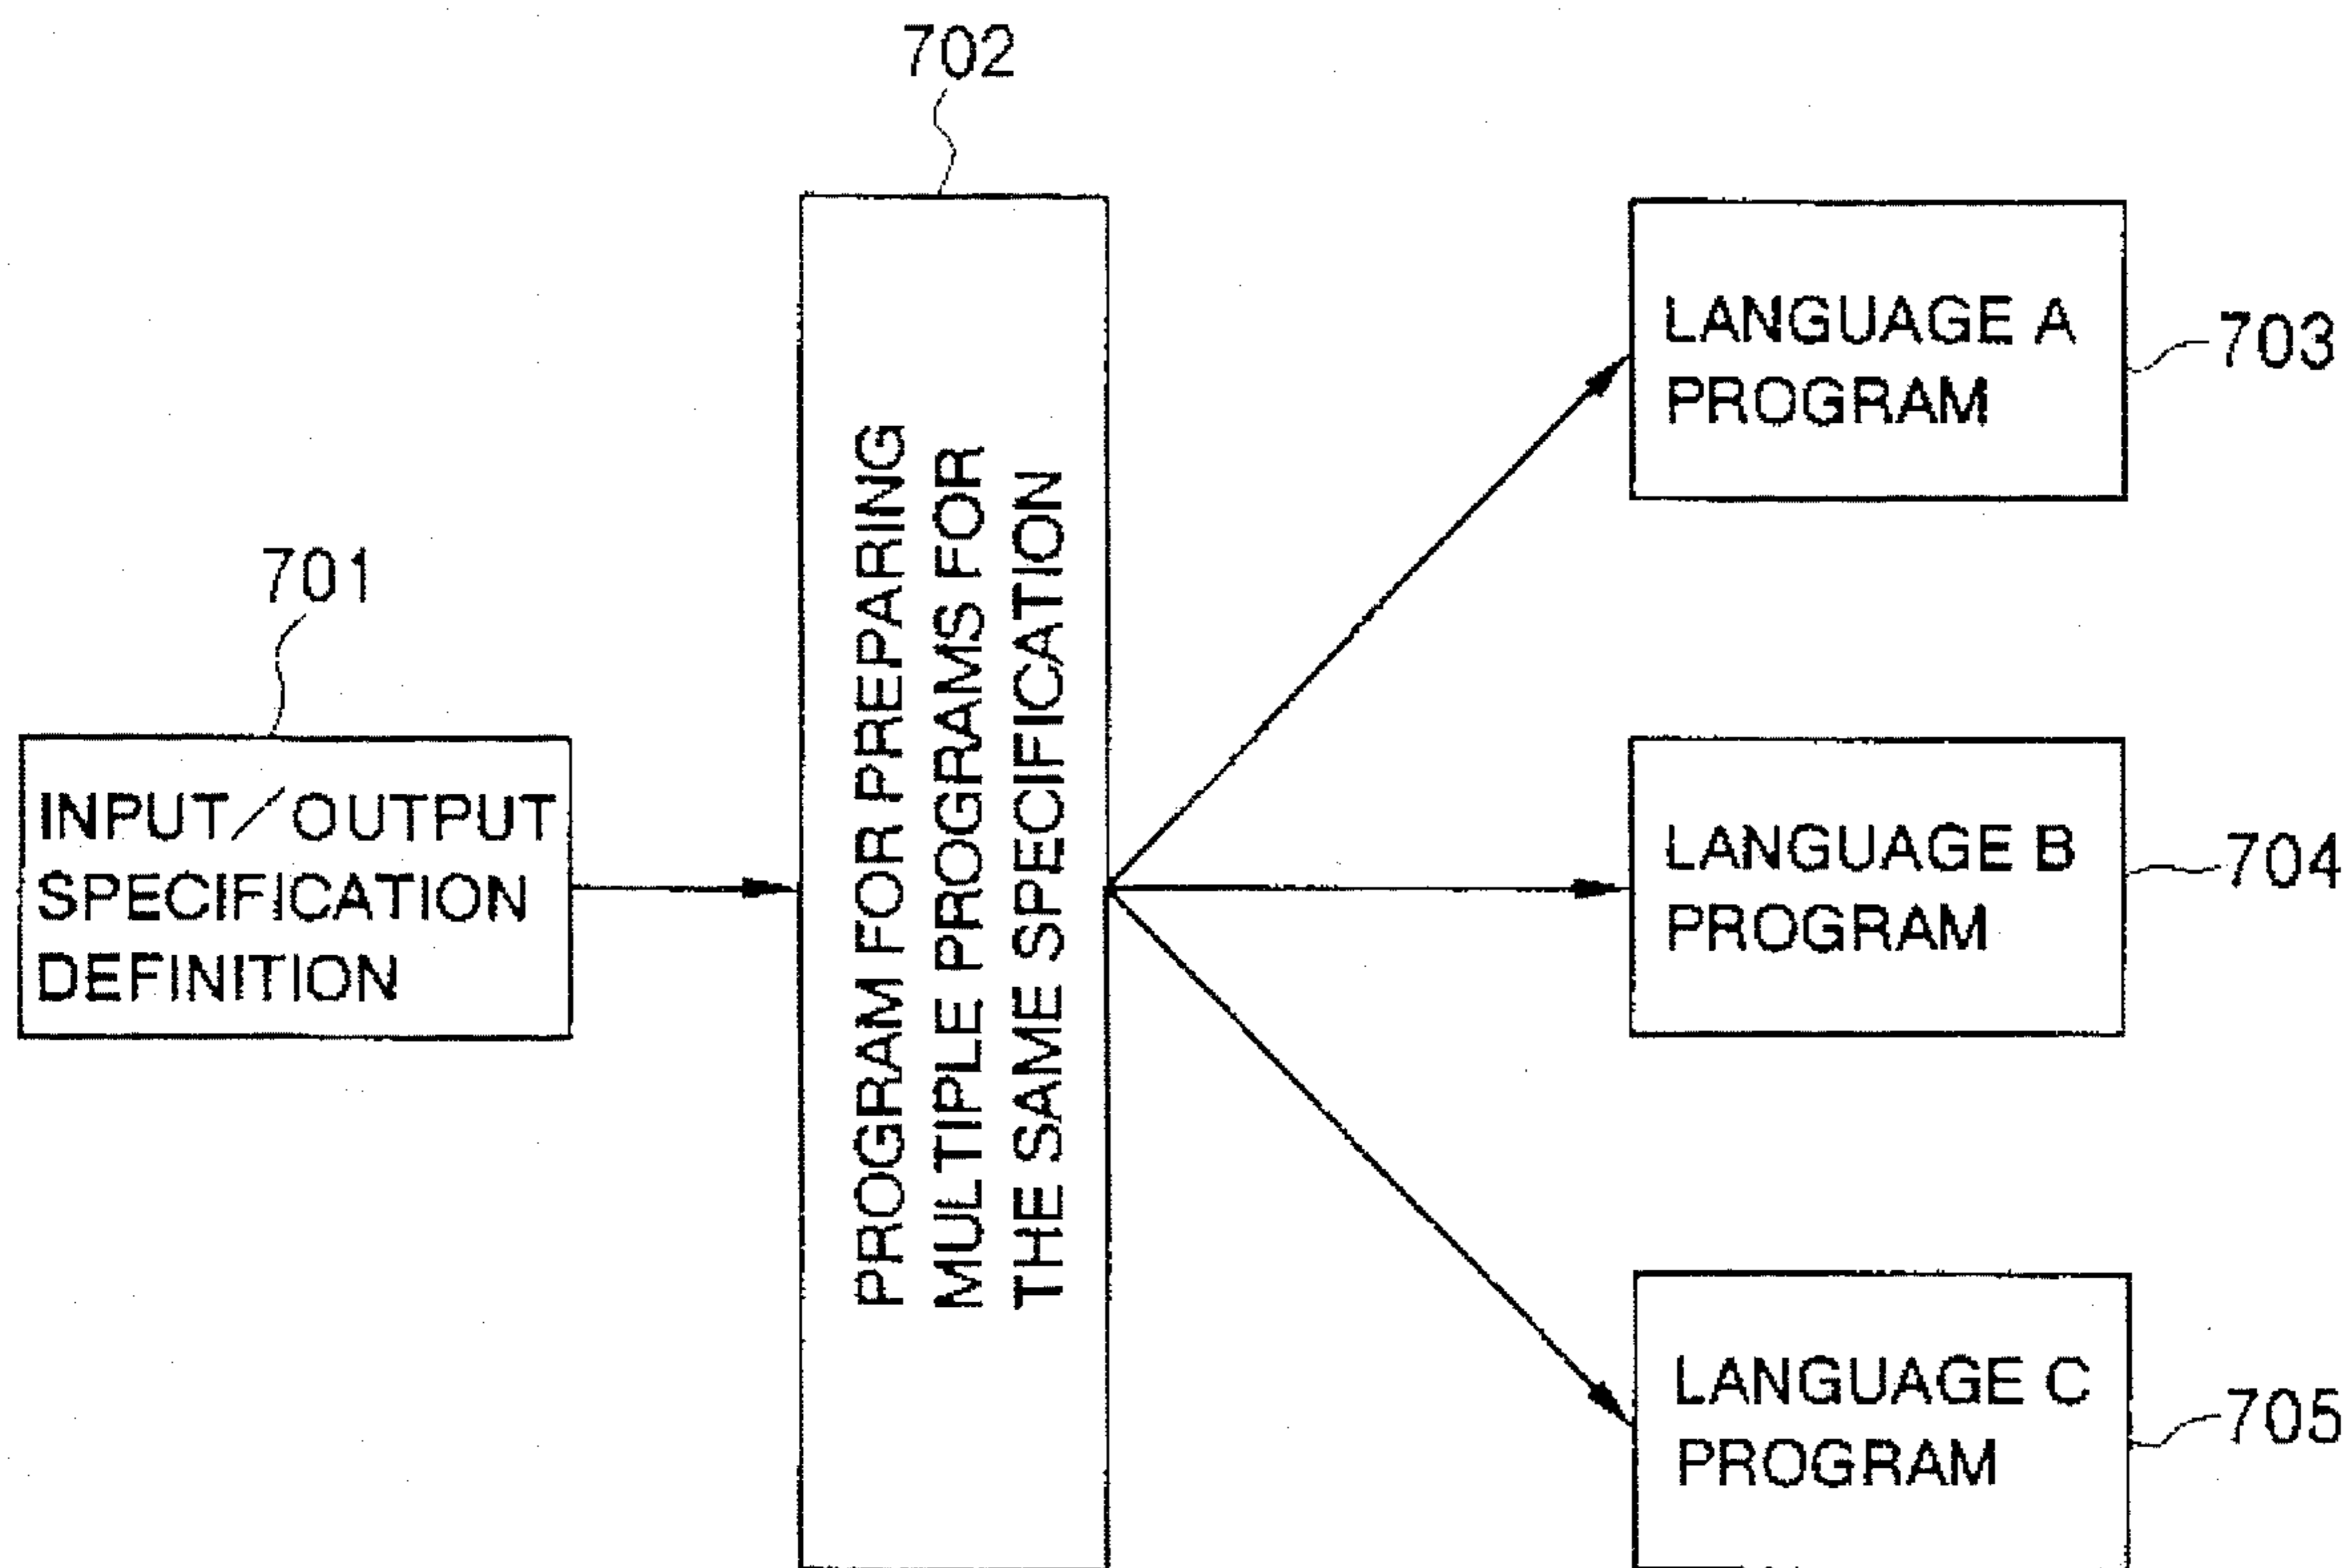 702
701
INPUT/OUTPUT
SPECIFICATION
DEFINITION
PROGRAM FOR PREPARING
MULTIPLE PROGRAMS FOR
THE SAME SPECIFICATION
LANGUAGE A
PROGRAM
703
LANGUAGE B
PROGRAM
704
LANGUAGE C
PROGRAM
705